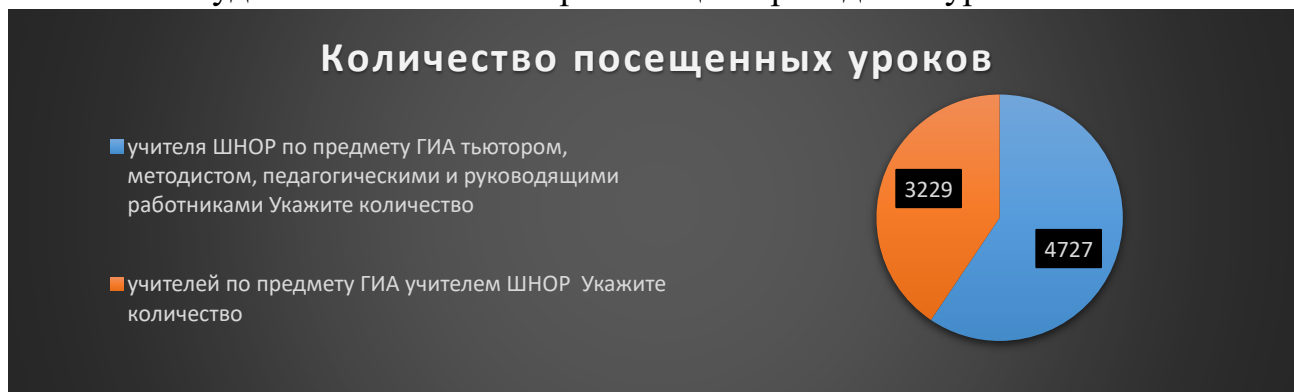 Количество посещенных уроков
учителя ШНОР по предмету ГИА тьютором,
методистом, педагогическими и руководящими
работниками Укажите количество
учителей по предмету ГИА учителем ШНОР Укажите
количество
3229
4727